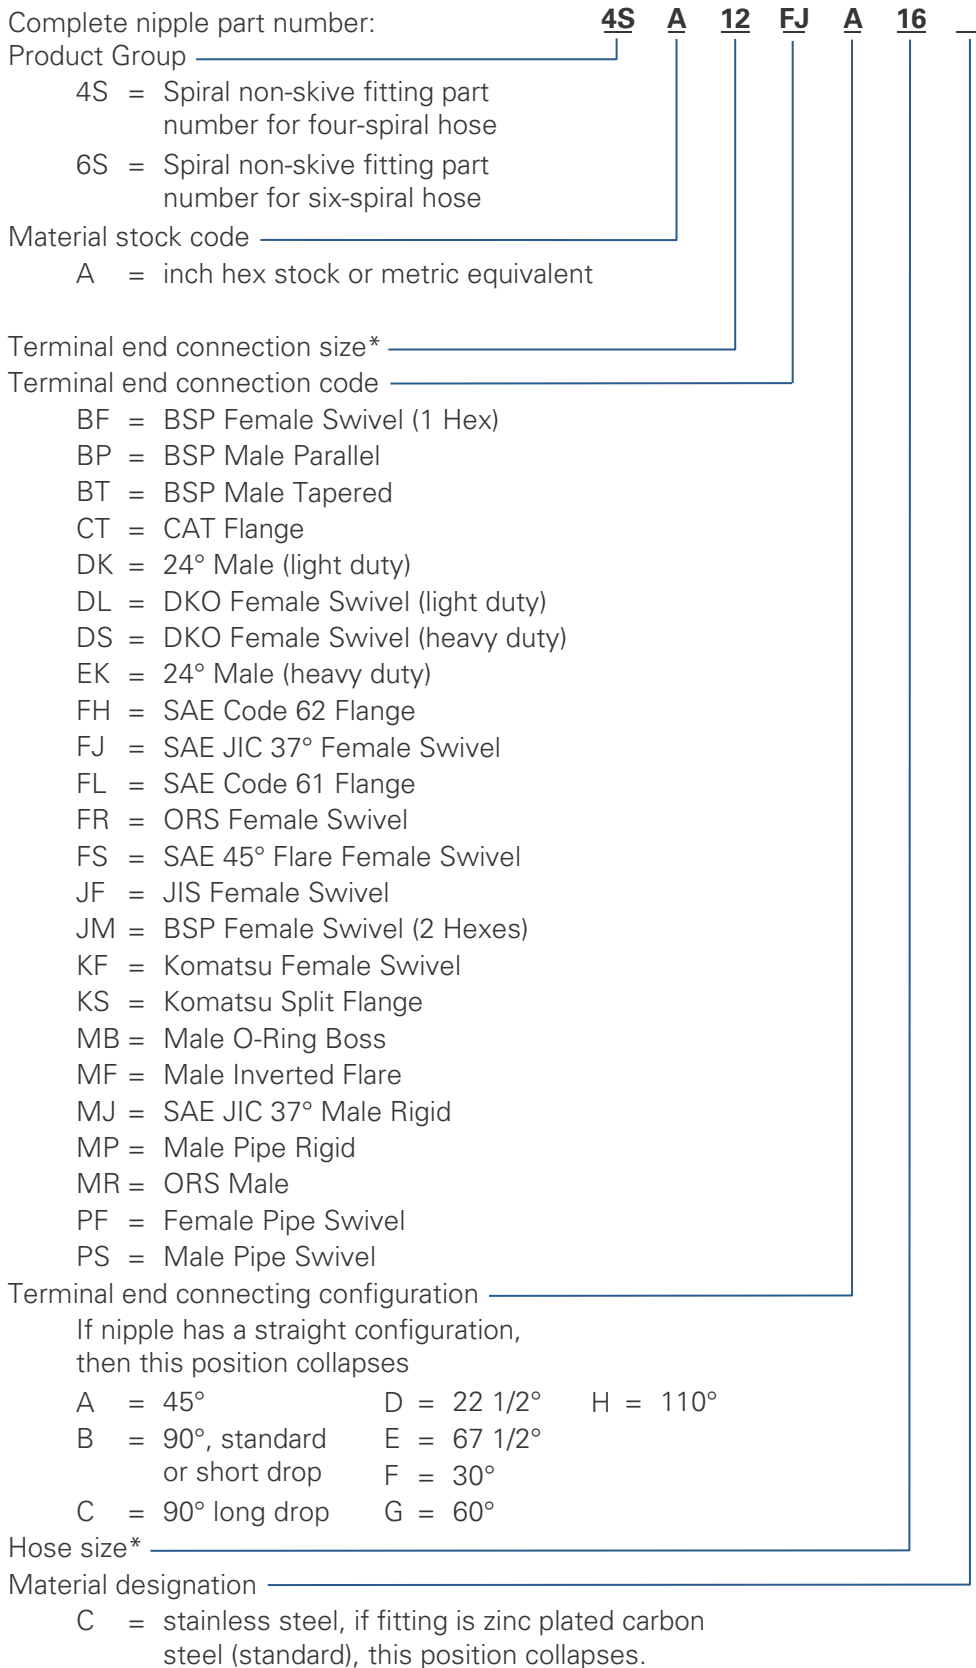 Complete nipple part number: 4S A 12 FJ A 16 _
Product Group
4S = Spiral non-skive fitting part
number for four-spiral hose
6S = Spiral non-skive fitting part
number for six-spiral hose
Material stock code
A = inch hex stock or metric equivalent
Terminal end connection size*
Terminal end connection code
BF = BSP Female Swivel (1 Hex)
BP = BSP Male Parallel
BT = BSP Male Tapered
CT = CAT Flange
DK = 24° Male (light duty)
DL = DKO Female Swivel (light duty)
DS = DKO Female Swivel (heavy duty)
EK = 24° Male (heavy duty)
FH = SAE Code 62 Flange
FJ = SAE JIC 37° Female Swivel
FL = SAE Code 61 Flange
FR = ORS Female Swivel
FS = SAE 45° Flare Female Swivel
JF = JIS Female Swivel
JM = BSP Female Swivel (2 Hexes)
KF = Komatsu Female Swivel
KS = Komatsu Split Flange
MB = Male O-Ring Boss
MF = Male Inverted Flare
MJ = SAE JIC 37° Male Rigid
MP = Male Pipe Rigid
MR = ORS Male
PF = Female Pipe Swivel
PS = Male Pipe Swivel
Terminal end connecting configuration
If nipple has a straight configuration,
then this position collapses
A = 45° D = 22 1/2° H = 110°
B = 90°, standard E = 67 1/2°
or short drop F = 30°
C = 90° long drop G = 60°
Hose size*
Material designation
C = stainless steel, if fitting is zinc plated carbon
steel (standard), this position collapses.